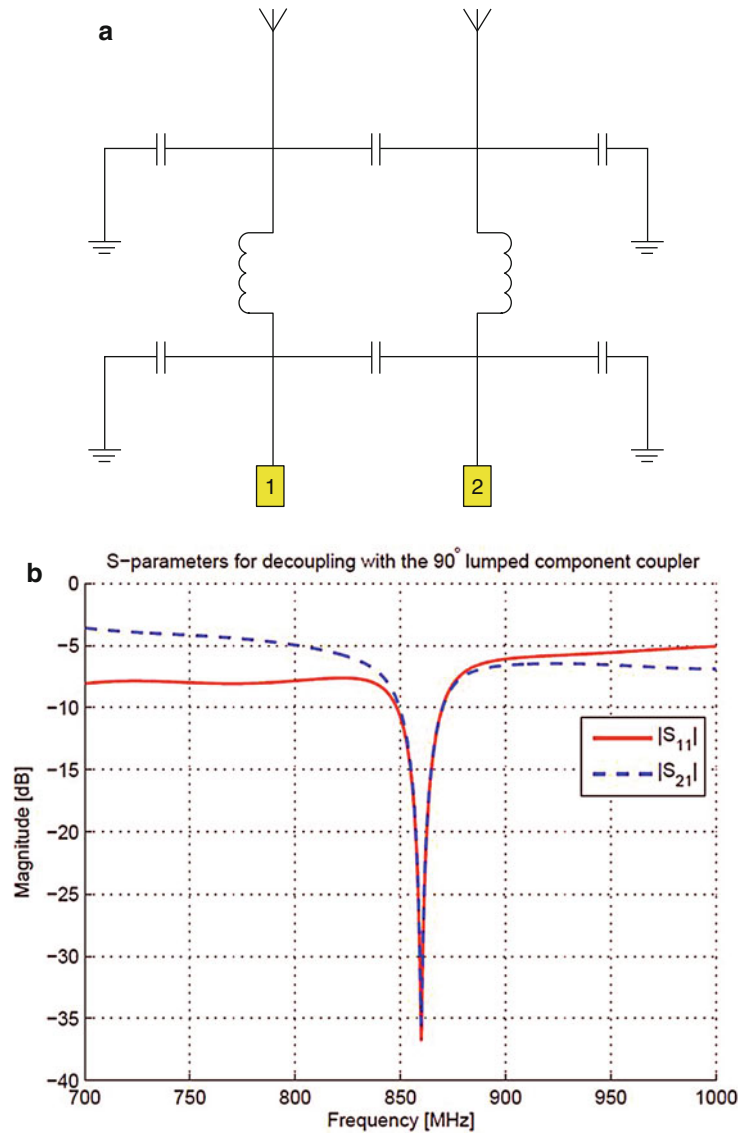 a
1 2
b
S-parameters for decoupling with the 90° lumped component coupler
0
-5
-10
-15
-20
-25
-30
-35
-40
Magnitude [dB]
|S11|
|S21|
700 750 800 850 900 950 1000
Frequency [MHz]